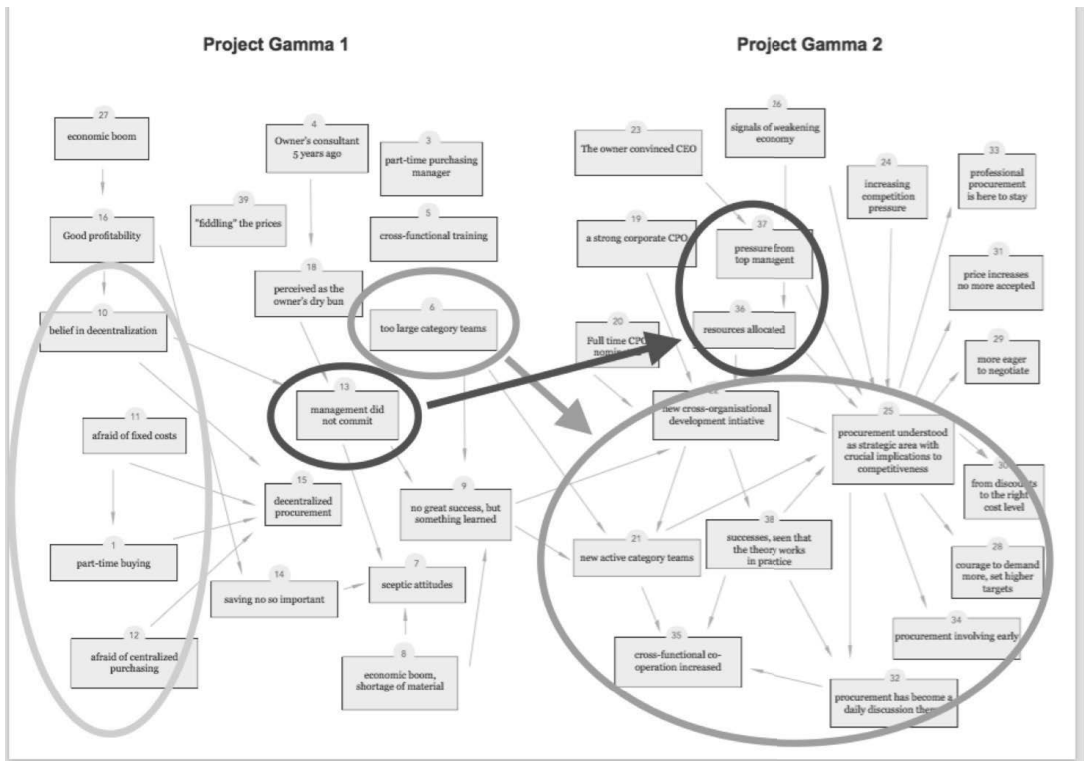 Project Gamma 1
Project Gamma 2
27
economic boom
4
Owner's consultant
5 years ago
3
part-time purchasing
manager
39
"fiddling" the prices
5
cross-functional training
16
Good profitability
18
perceived as the
owner's dry bun
6
too large category teams
10
belief in decentralization
13
management did
not commit
11
afraid of fixed costs
15
decentralized
procurement
9
no great success, but
something learned
1
part-time buying
14
saving no so important
7
sceptic attitudes
12
afraid of centralized
purchasing
8
economic boom,
shortage of material
23
The owner convinced CEO
26
signals of weakening
economy
24
increasing
competition
pressure
33
professional
procurement
is here to stay
19
a strong corporate CPO
37
pressure from
top managent
31
price increases
no more accepted
20
Full time CPO
36
resources allocated
29
more eager
to negotiate
22
new cross-organisational
development intiative
25
procurement understood
as strategic area with
crucial implications to
competitiveness
30
from discounts
to the right
cost level
21
new active category teams
38
successes, seen that
the theory works
in practice
28
courage to demand
more, set higher
targets
34
procurement involving early
35
cross-functional co-
operation increased
32
procurement has become a
daily discussion theme